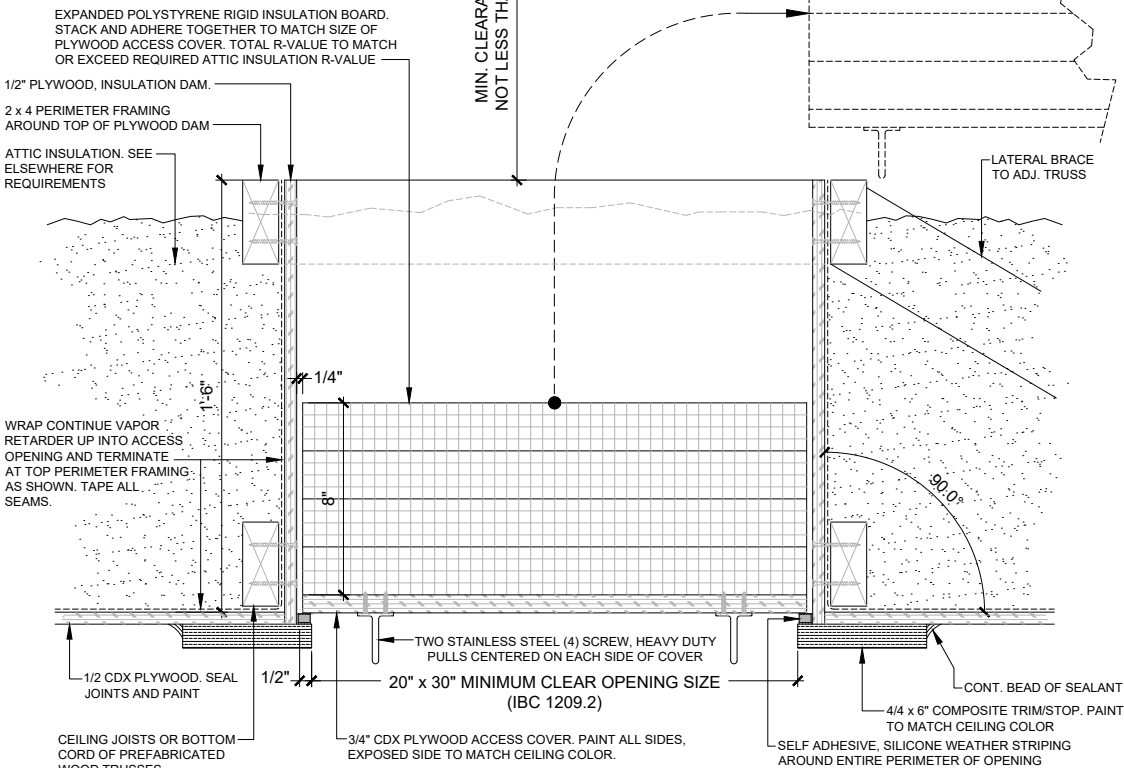 EXPANDED POLYSTYRENE RIGID INSULATION BOARD.
STACK AND ADHERE TOGETHER TO MATCH SIZE OF
PLYWOOD ACCESS COVER. TOTAL R-VALUE TO MATCH
OR EXCEED REQUIRED ATTIC INSULATION R-VALUE
1/2" PLYWOOD, INSULATION DAM.
2 x 4 PERIMETER FRAMING
AROUND TOP OF PLYWOOD DAM
ATTIC INSULATION. SEE
ELSEWHERE FOR
REQUIREMENTS
MIN.
NOT LESS
LATERAL BRACE
TO ADJ. TRUSS
1'-6"
1/4"
8"
90.0°
WRAP CONTINUE VAPOR
RETARDER UP INTO ACCESS
OPENING AND TERMINATE
AT TOP PERIMETER FRAMING
AS SHOWN. TAPE ALL
SEAMS.
TWO STAINLESS STEEL (4) SCREW, HEAVY DUTY
PULLS CENTERED ON EACH SIDE OF COVER
1/2"
20" x 30" MINIMUM CLEAR OPENING SIZE
(IBC 1209.2)
1/2 CDX PLYWOOD. SEAL
JOINTS AND PAINT
CONT. BEAD OF SEALANT
4/4 x 6" COMPOSITE TRIM/STOP. PAINT
TO MATCH CEILING COLOR
CEILING JOISTS OR BOTTOM
CORD OF PREFABRICATED
WOOD TRUSSES
3/4" CDX PLYWOOD ACCESS COVER. PAINT ALL SIDES,
EXPOSED SIDE TO MATCH CEILING COLOR.
SELF ADHESIVE, SILICONE WEATHER STRIPING
AROUND ENTIRE PERIMETER OF OPENING